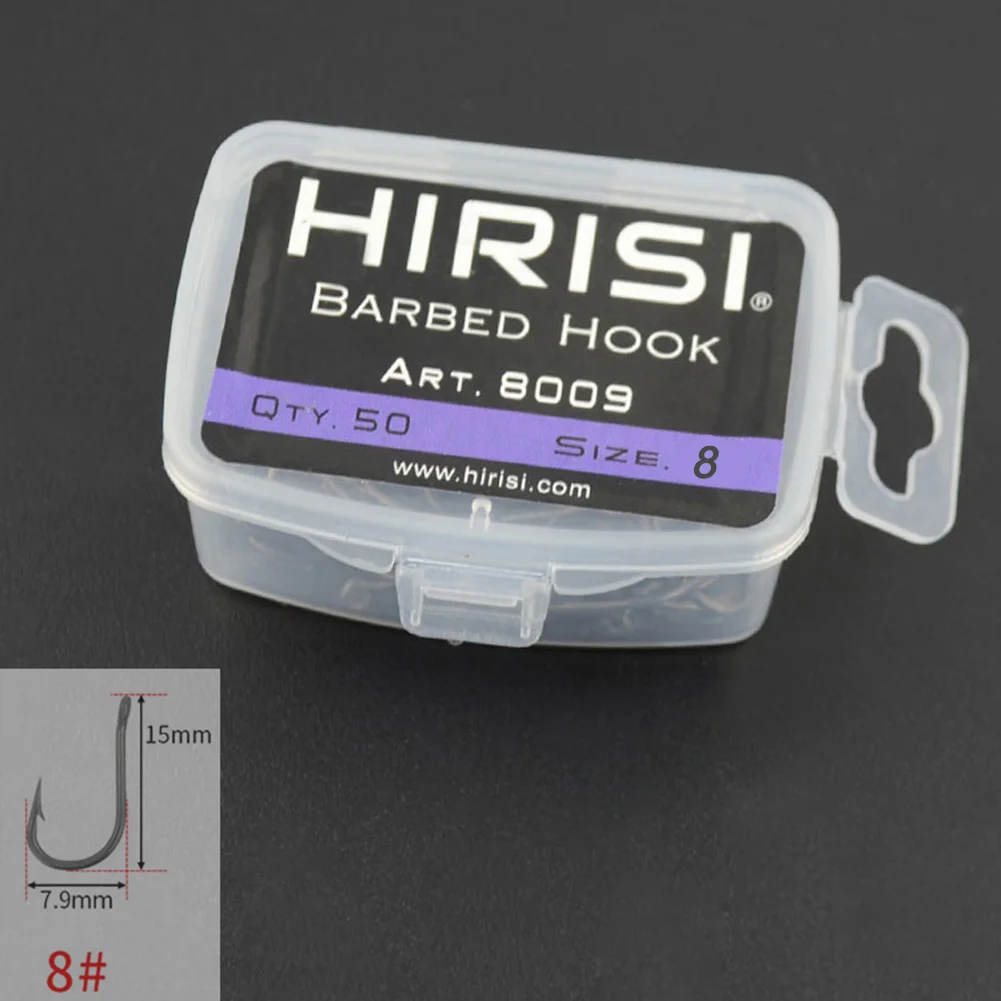 HIRISI®
BARBED HOOK
ART. 8009
QTY. 50 SIZE. 8
www.hirisi.com
15mm
7.9mm
8#